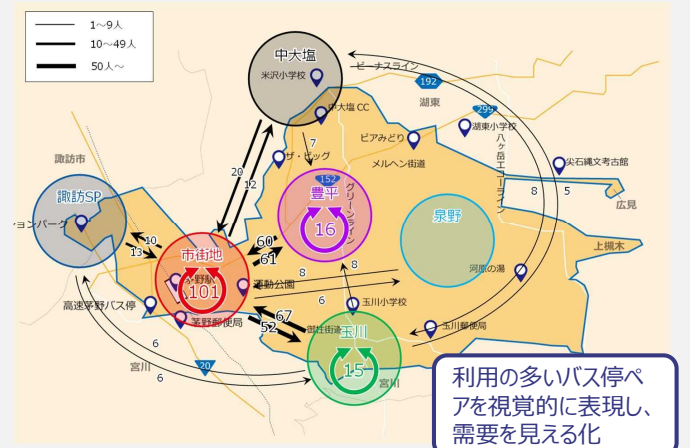 1～9人
10～49人
50人～
中大塩
米沢小学校
ビーナスライン
192
湖東
299
中大塩 CC
ピアみどり
湖東小学校
八ヶ岳エコーライン
7
諏訪市
ザ・ビッグ
メルヘン街道
尖石縄文考古館
20
12
152
8
5
広見
諏訪SP
ションパーク
豊平
グリーンライン
16
泉野
10
13
市街地
60
61
上槻木
茅野駅
101
運動公園
8
8
6
河原の湯
高速茅野バス停
茅野郵便局
67
52
御柱街道
玉川小学校
玉川
玉川郵便局
6
6
宮川
20
15
宮川
利用の多いバス停ペ
アを視覚的に表現し、
需要を見える化